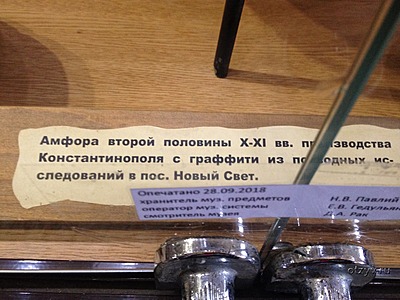 Амфора второй половины X-XI вв. производства
Константинополя с граффити из подводных ис-
следований в пос. Новый Свет.
Опечатано 28.09.2018
хранитель муз. предметов Н.В. Павлий
оператор муз. системы Е.В. Гедульян
смотритель музея Д.А. Рак